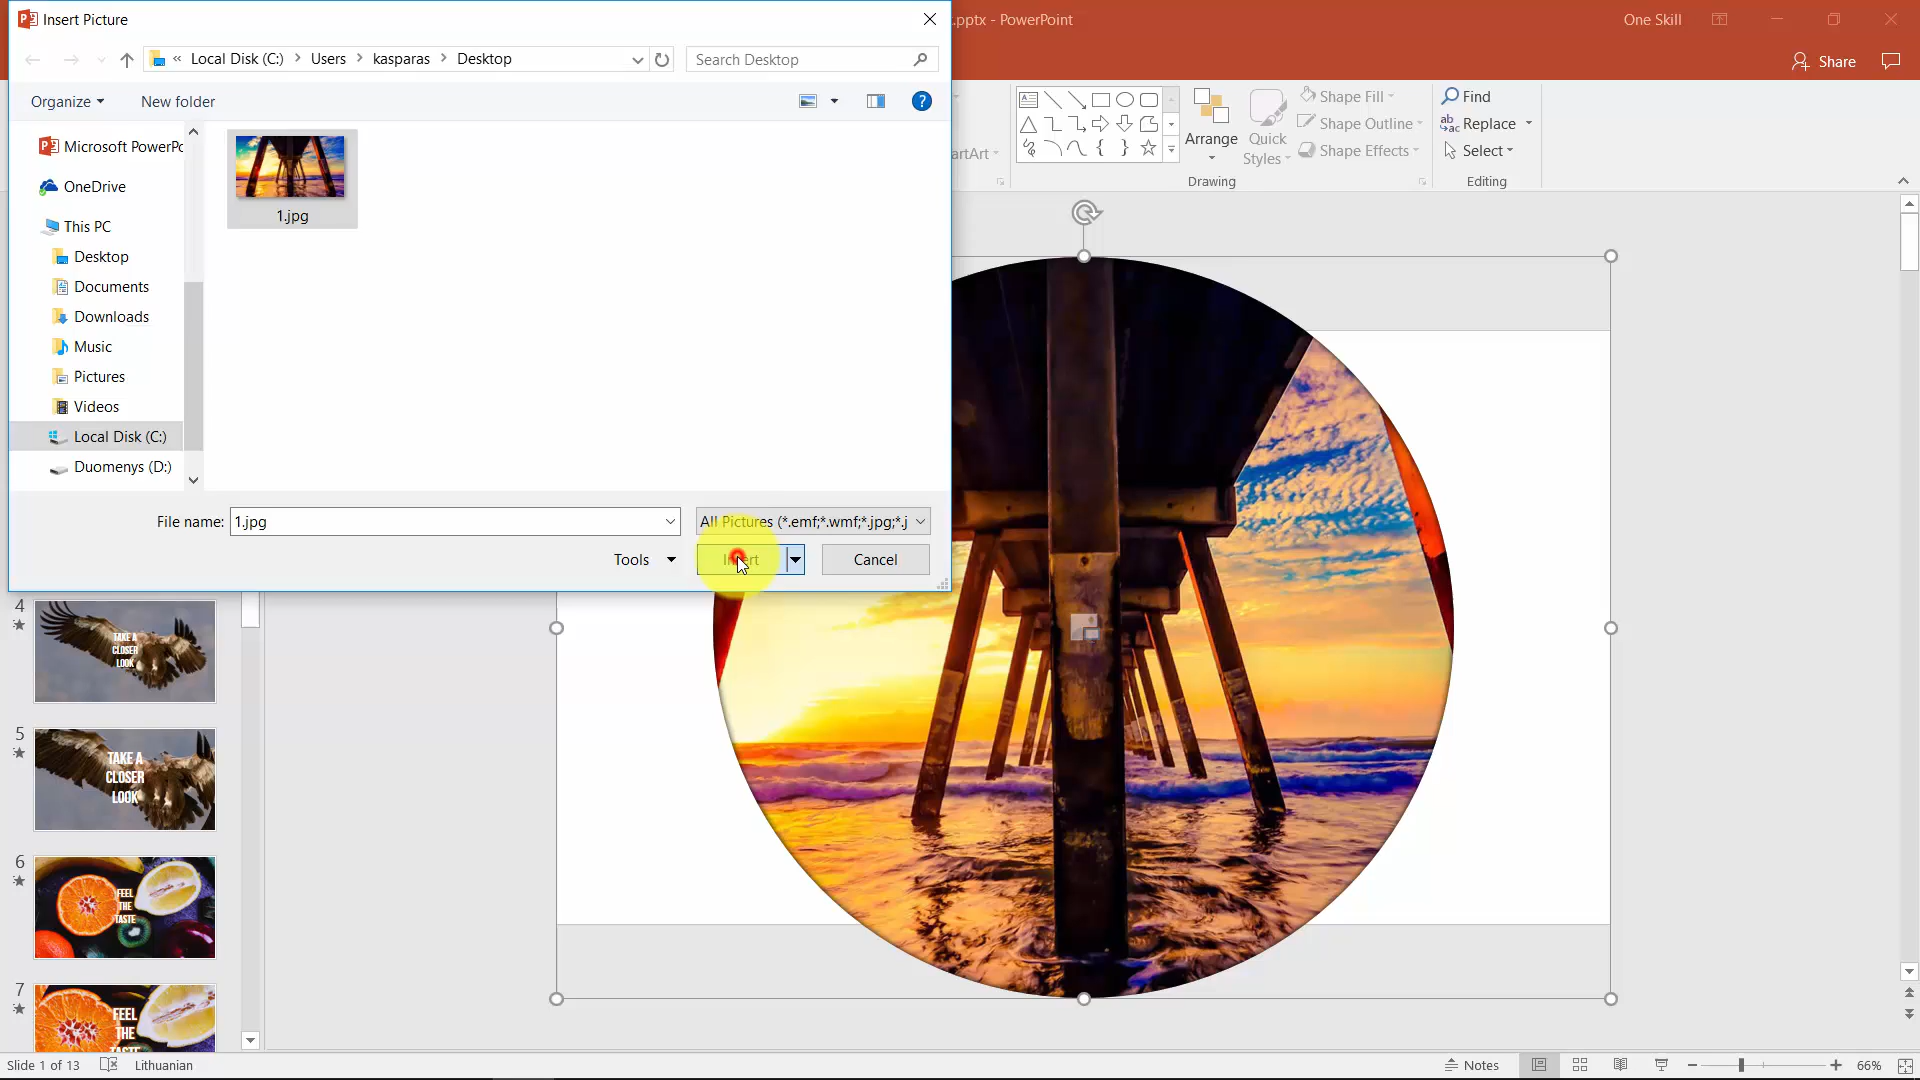 Insert Picture
.pptx - PowerPoint
One Skill
« Local Disk (C:) > Users > kasparas > Desktop
Search Desktop
Share
Organize
New folder
Shape Fill
Find
Shape Outline
Replace
Arrange
Quick
Styles
Shape Effects
Select
artArt
Drawing
Editing
Microsoft PowerPo
OneDrive
This PC
Desktop
Documents
Downloads
Music
Pictures
Videos
Local Disk (C:)
Duomenys (D:)
1.jpg
File name:
1.jpg
All Pictures (*.emf;*.wmf;*.jpg;*.j
Tools
Insert
Cancel
4
TAKE A
CLOSER
LOOK
5
TAKE A
CLOSER
LOOK
6
FEEL
THE
TASTE
7
FEEL
THE
TASTE
Slide 1 of 13
Lithuanian
Notes
66%